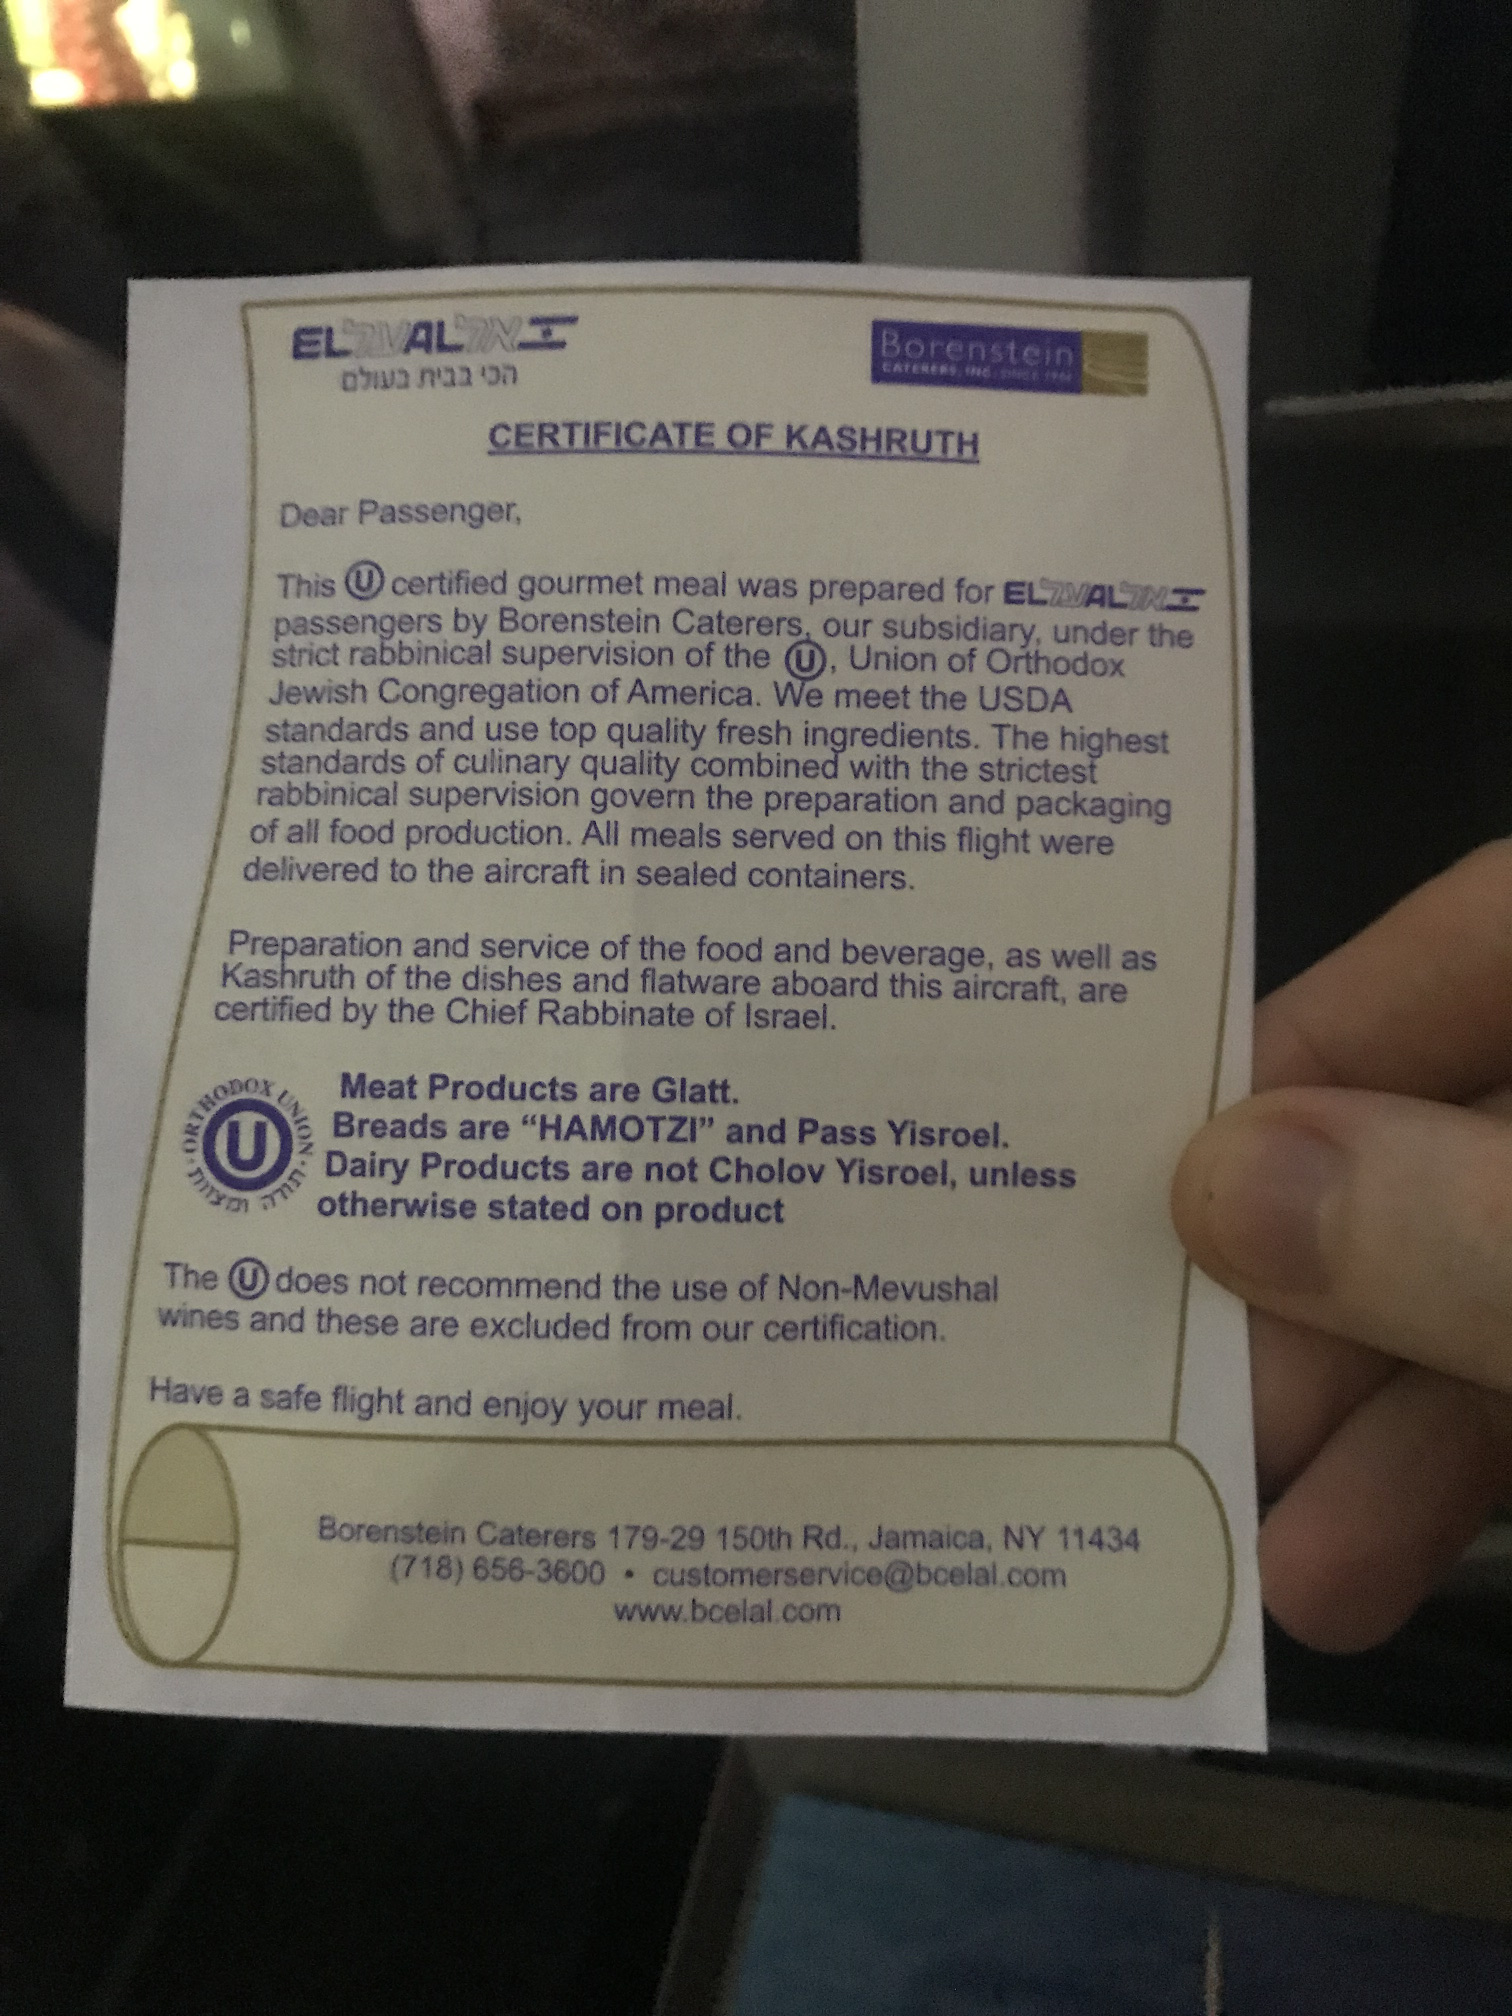 EL אל על AL
הכי בבית בעולם
Borenstein
CATERERS, INC.
CERTIFICATE OF KASHRUTH
Dear Passenger,
This Ⓤ certified gourmet meal was prepared for EL אל על AL
passengers by Borenstein Caterers, our subsidiary, under the
strict rabbinical supervision of the Ⓤ, Union of Orthodox
Jewish Congregation of America. We meet the USDA
standards and use top quality fresh ingredients. The highest
standards of culinary quality combined with the strictest
rabbinical supervision govern the preparation and packaging
of all food production. All meals served on this flight were
delivered to the aircraft in sealed containers.
Preparation and service of the food and beverage, as well as
Kashruth of the dishes and flatware aboard this aircraft, are
certified by the Chief Rabbinate of Israel.
ORTHODOX UNION
U
Meat Products are Glatt.
Breads are “HAMOTZI” and Pass Yisroel.
Dairy Products are not Cholov Yisroel, unless
otherwise stated on product
The Ⓤ does not recommend the use of Non-Mevushal
wines and these are excluded from our certification.
Have a safe flight and enjoy your meal.
Borenstein Caterers 179-29 150th Rd., Jamaica, NY 11434
(718) 656-3600 • customerservice@bcelal.com
www.bcelal.com